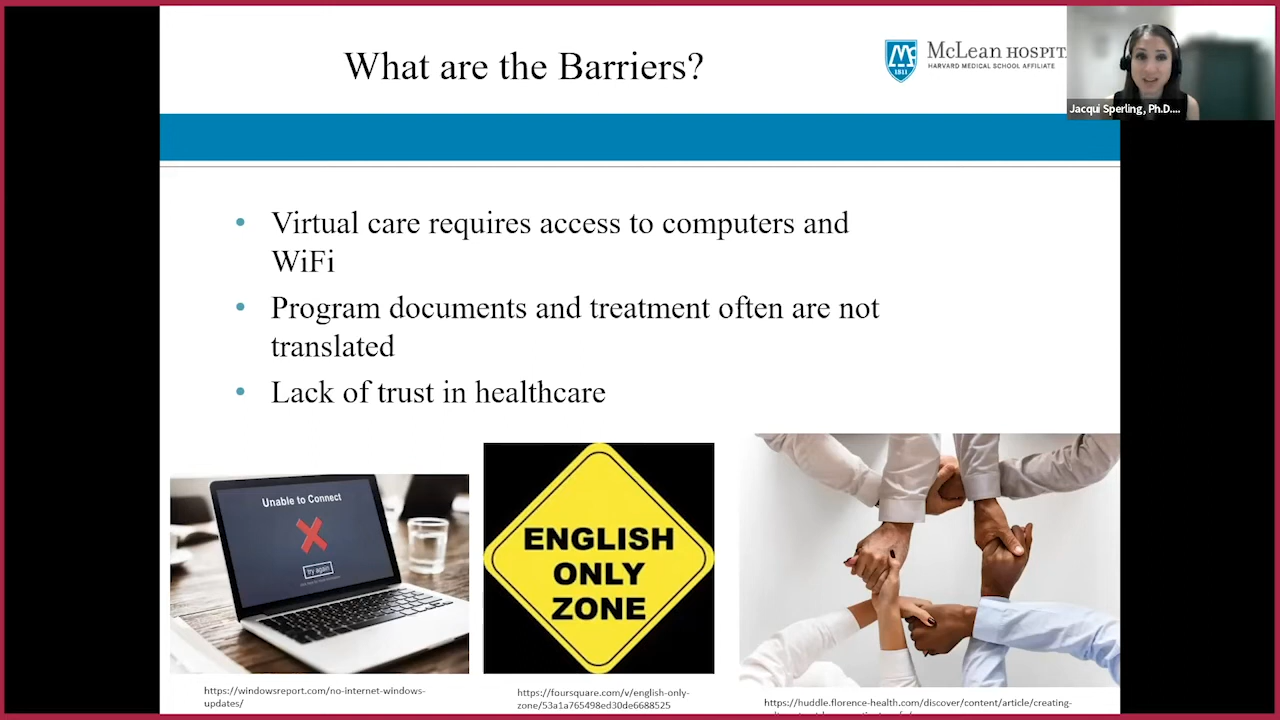 What are the Barriers?
McLean HOSPIT
HARVARD MEDICAL SCHOOL AFFILIATE
1811
Jacqui Sperling, Ph.D....
• Virtual care requires access to computers and
WiFi
• Program documents and treatment often are not
translated
• Lack of trust in healthcare
Unable to Connect
try again
ENGLISH
ONLY
ZONE
https://windowsreport.com/no-internet-windows-
updates/
https://foursquare.com/v/english-only-
zone/53a1a765498ed30de6688525
https://huddle.florence-health.com/discover/content/article/creating-